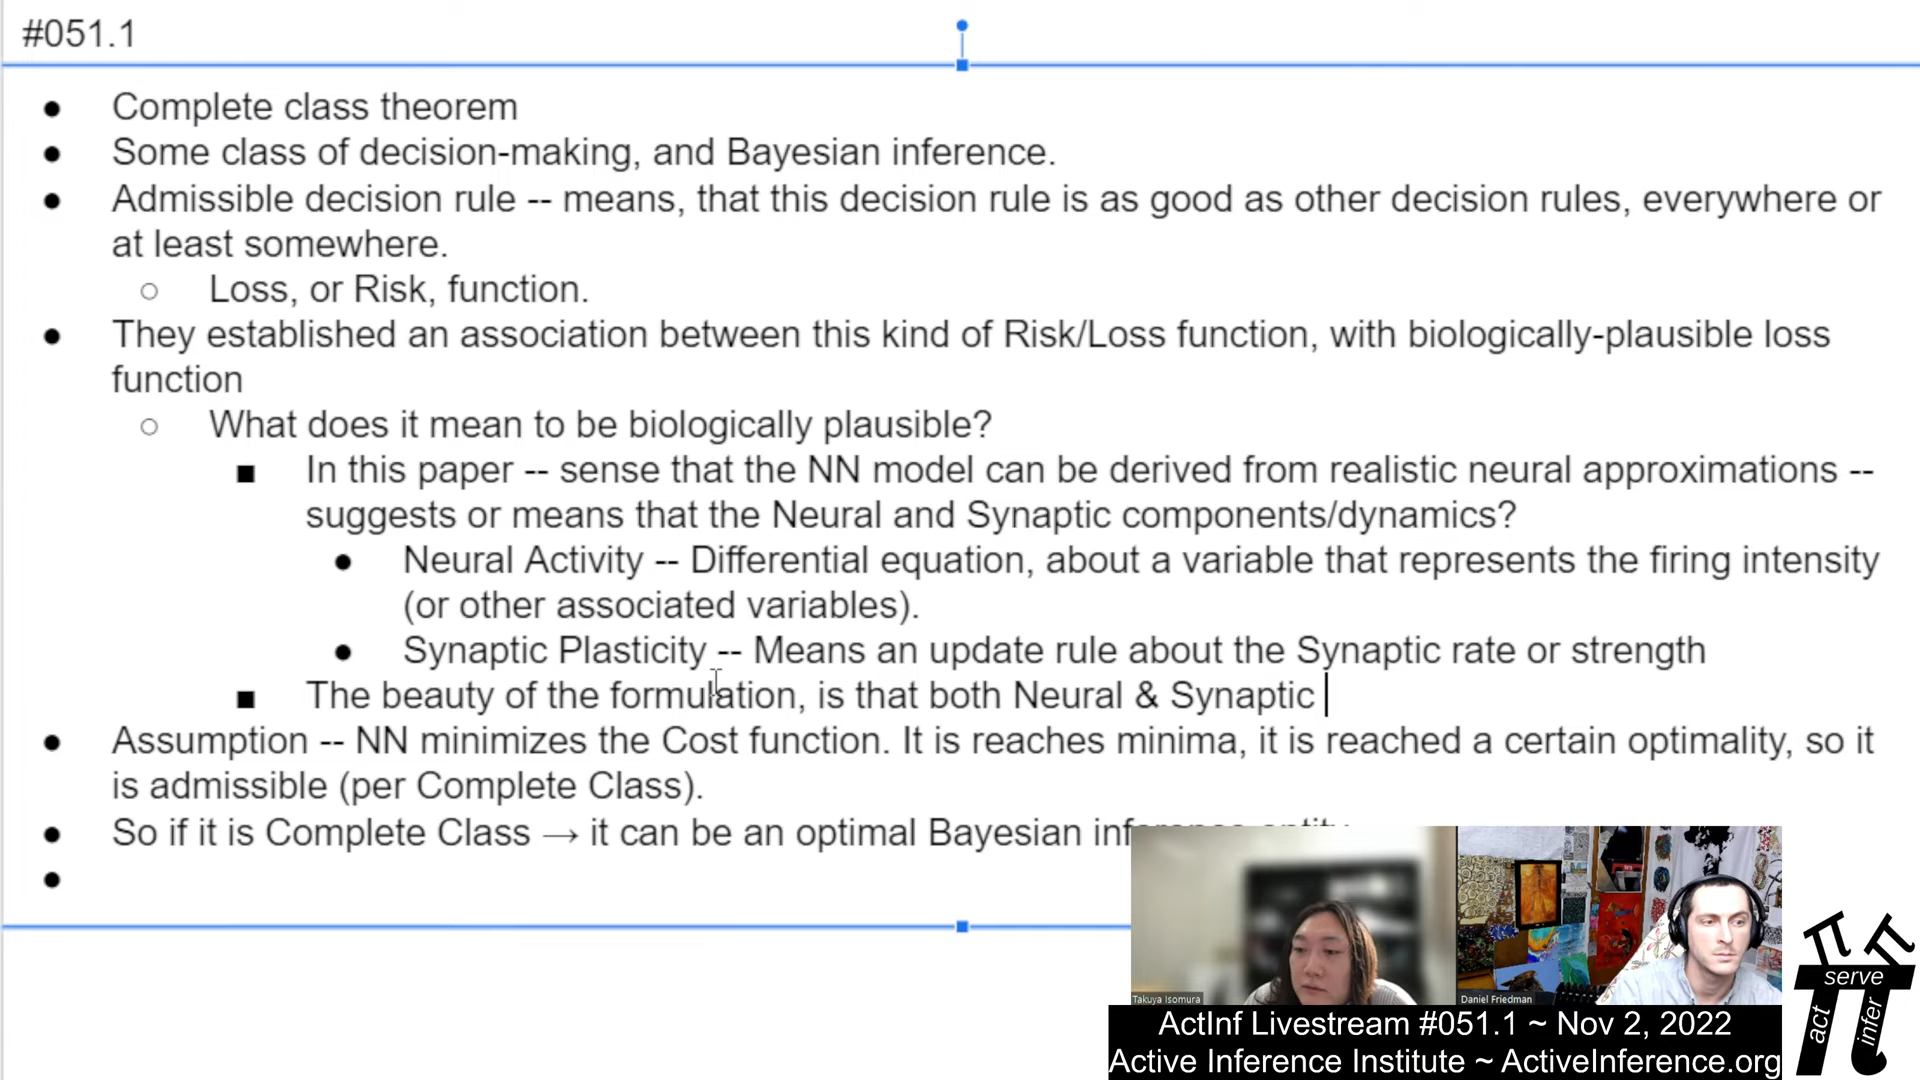 #051.1
Complete class theorem
Some class of decision-making, and Bayesian inference.
Admissible decision rule -- means, that this decision rule is as good as other decision rules, everywhere or
at least somewhere.
Loss, or Risk, function.
They established an association between this kind of Risk/Loss function, with biologically-plausible loss
function
What does it mean to be biologically plausible?
In this paper -- sense that the NN model can be derived from realistic neural approximations --
suggests or means that the Neural and Synaptic components/dynamics?
Neural Activity -- Differential equation, about a variable that represents the firing intensity
(or other associated variables).
Synaptic Plasticity -- Means an update rule about the Synaptic rate or strength
The beauty of the formulation, is that both Neural & Synaptic
Assumption -- NN minimizes the Cost function. It is reaches minima, it is reached a certain optimality, so it
is admissible (per Complete Class).
So if it is Complete Class → it can be an optimal Bayesian inference entity
Takuya Isomura
Daniel Friedman
ActInf Livestream #051.1 ~ Nov 2, 2022
Active Inference Institute ~ ActiveInference.org
serve
act
infer